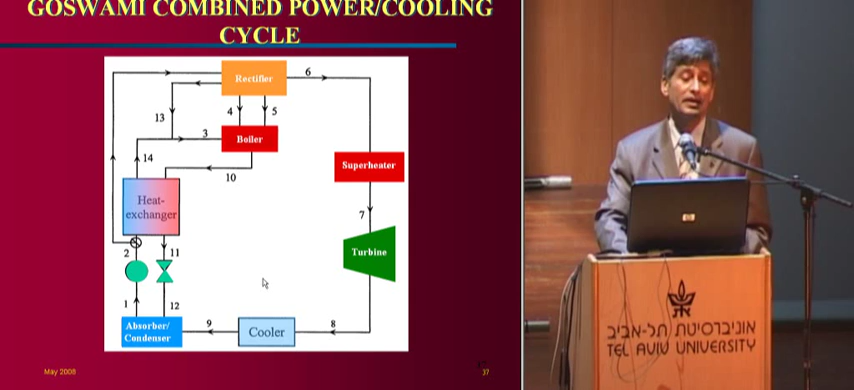 GOSWAMI COMBINED POWER/COOLING
CYCLE
Rectifier
6
4
5
13
3
Boiler
14
10
Superheater
Heat-
exchanger
7
2
11
Turbine
1
12
Absorber/
Condenser
9
Cooler
8
May 2008
37
hp
אוניברסיטת תל-אביב
TEL AVIV UNIVERSITY